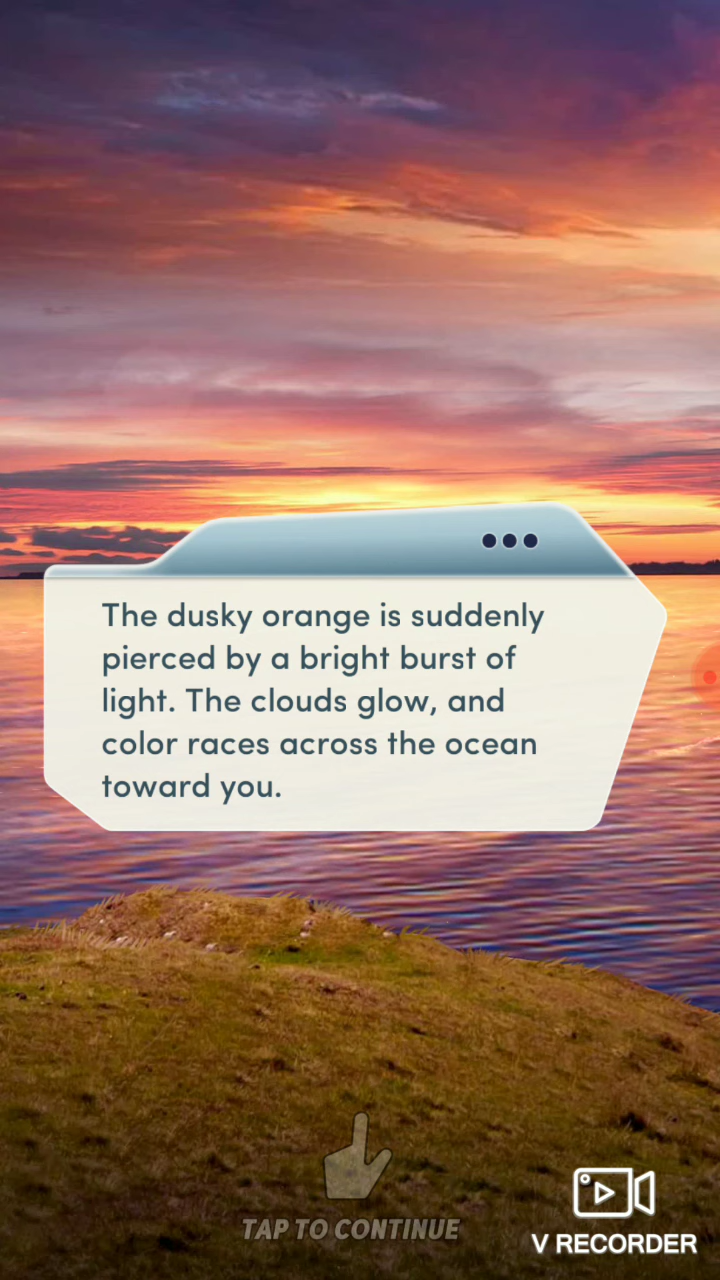 The dusky orange is suddenly
pierced by a bright burst of
light. The clouds glow, and
color races across the ocean
toward you.
TAP TO CONTINUE
V RECORDER